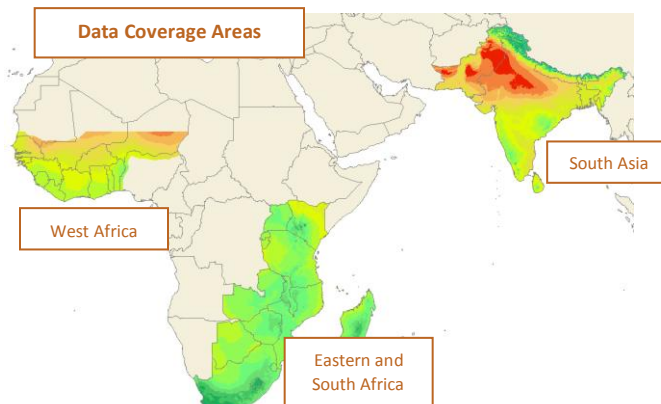 Data Coverage Areas
South Asia
West Africa
Eastern and
South Africa